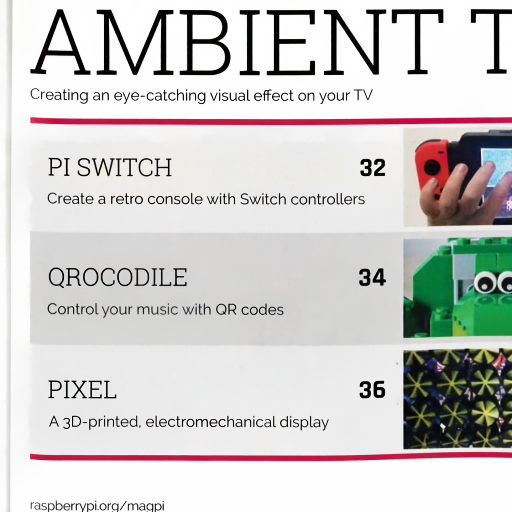 AMBIENT T
Creating an eye-catching visual effect on your TV
PI SWITCH 32
Create a retro console with Switch controllers
QROCODILE 34
Control your music with QR codes
PIXEL 36
A 3D-printed, electromechanical display
raspberrypi.org/magpi